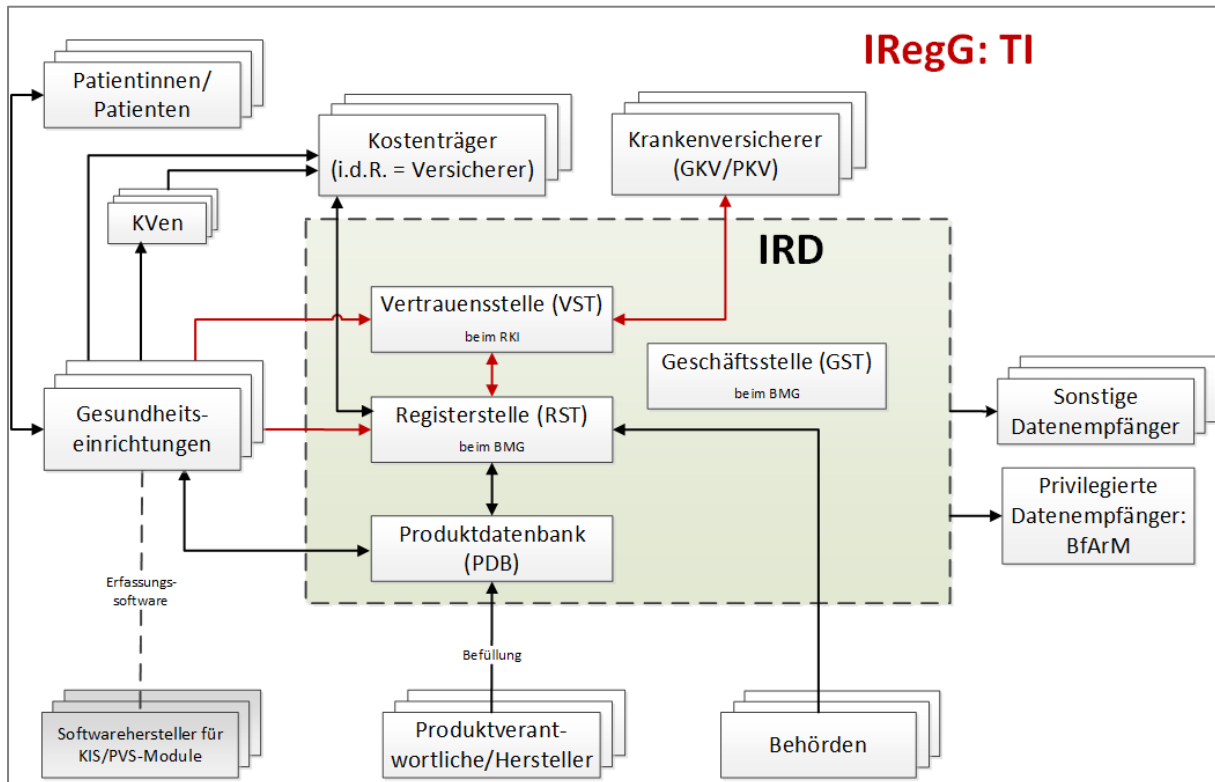 IRegG: TI
Patientinnen/
Patienten
Kostenträger
(i.d.R. = Versicherer)
Krankenversicherer
(GKV/PKV)
KVen
IRD
Vertrauensstelle (VST)
beim RKI
Geschäftsstelle (GST)
beim BMG
Gesundheits-
einrichtungen
Registerstelle (RST)
beim BMG
Sonstige
Datenempfänger
Privilegierte
Datenempfänger:
BfArM
Produktdatenbank
(PDB)
Erfassungs-
software
Befüllung
Softwarehersteller für
KIS/PVS-Module
Produktverant-
wortliche/Hersteller
Behörden